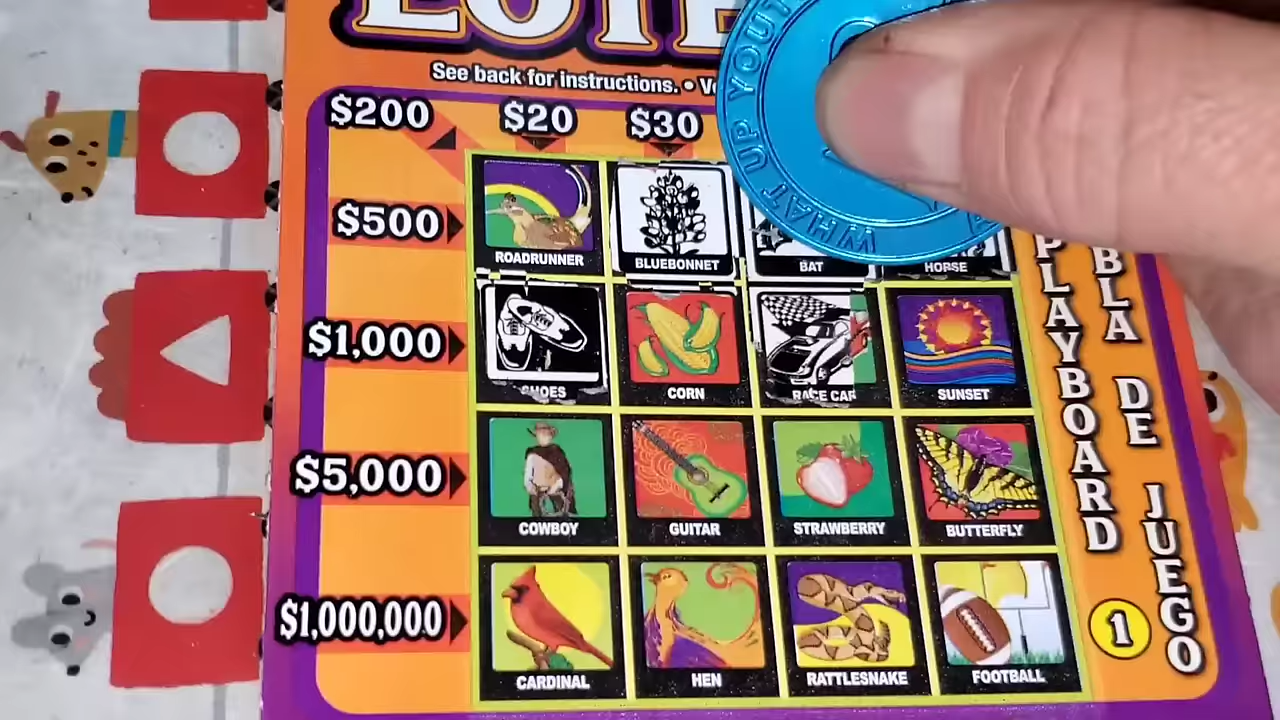 LOTE
See back for instructions. •
$200 $20 $30
$500
$1,000
$5,000
$1,000,000
ROADRUNNER BLUEBONNET BAT HORSE
SHOES CORN RACE CAR SUNSET
COWBOY GUITAR STRAWBERRY BUTTERFLY
CARDINAL HEN RATTLESNAKE FOOTBALL
PLAYBOARD
BLA DE JUEGO
1
WHAT UP YOUT